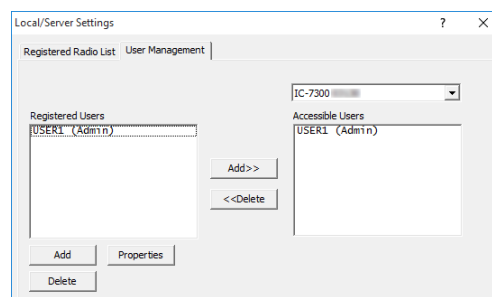 Local/Server Settings
? ×
Registered Radio List User Management
IC-7300
Registered Users
Accessible Users
USER1 (Admin)
USER1 (Admin)
Add>>
<<Delete
Add
Properties
Delete